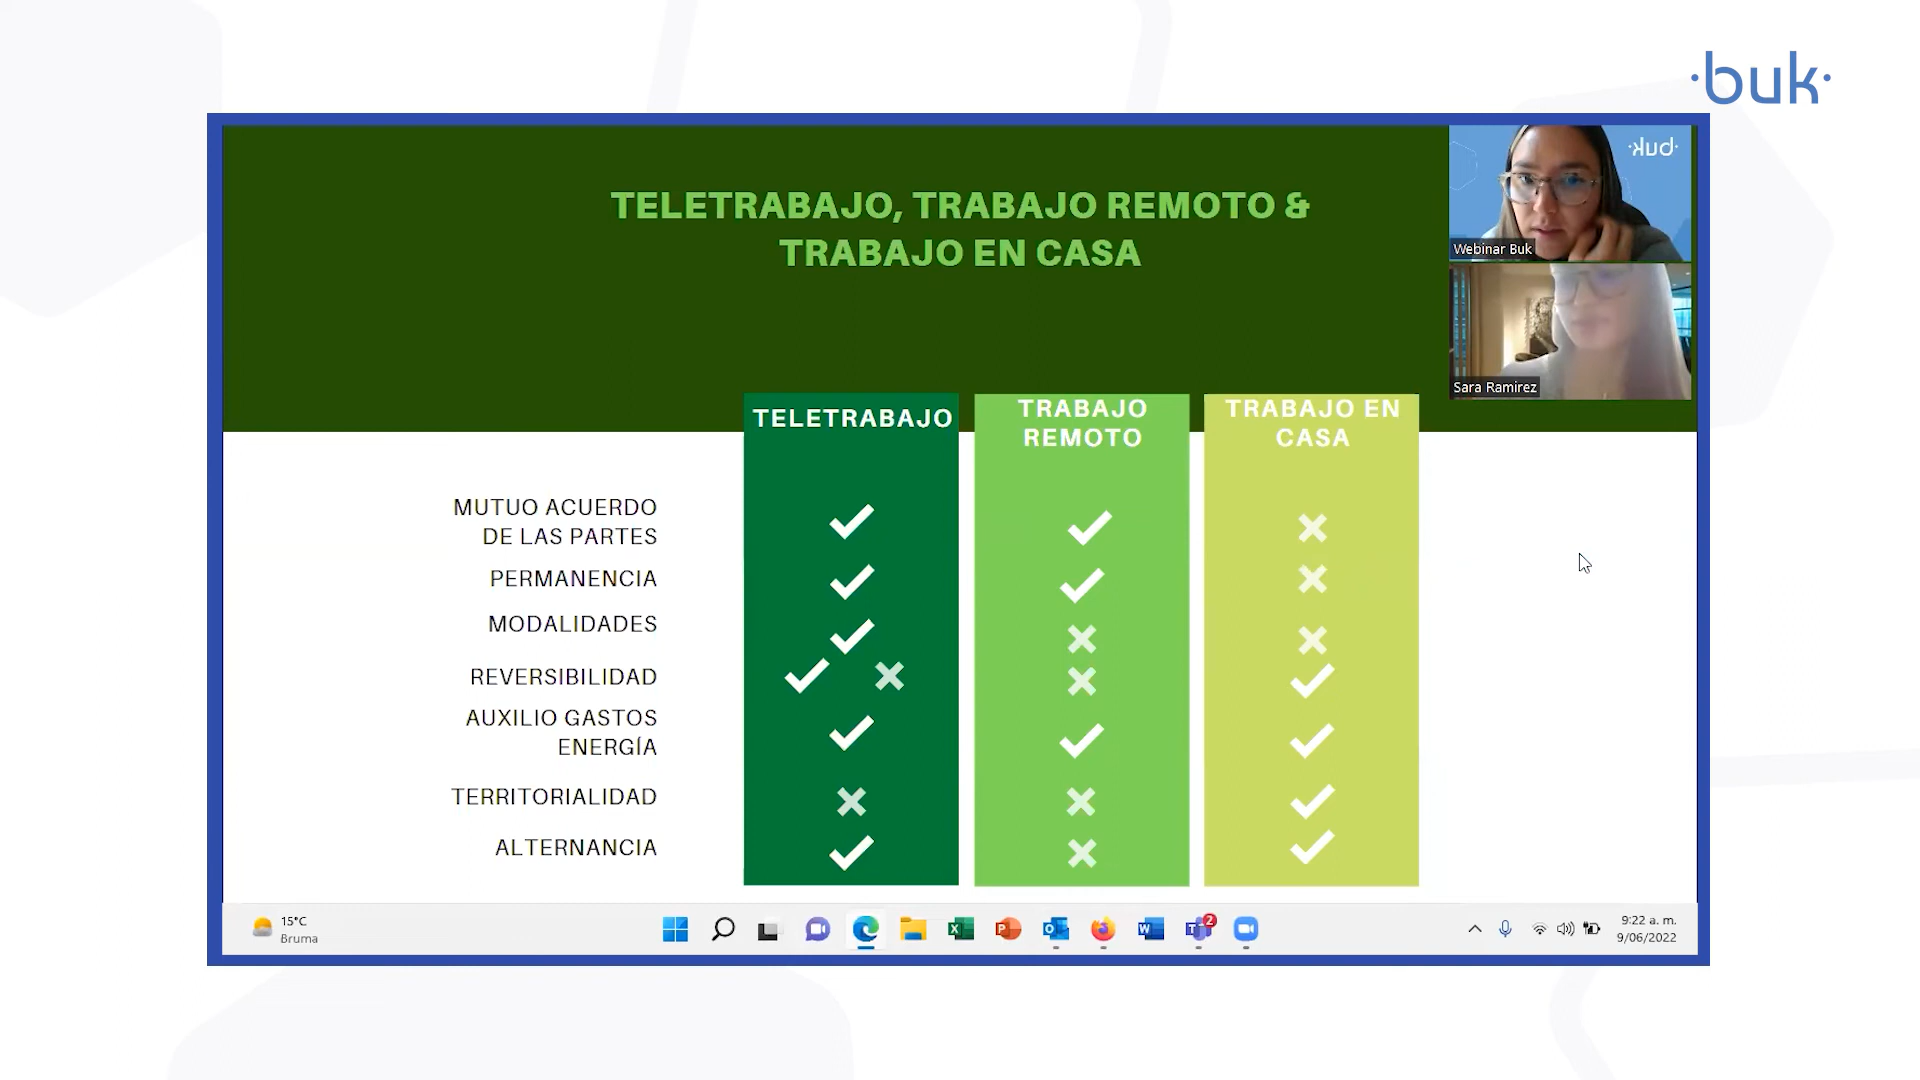 ·buk·
TELETRABAJO, TRABAJO REMOTO &
TRABAJO EN CASA
·buk·
Webinar Buk
Sara Ramirez
TELETRABAJO
TRABAJO
REMOTO
TRABAJO EN
CASA
MUTUO ACUERDO
DE LAS PARTES
PERMANENCIA
MODALIDADES
REVERSIBILIDAD
AUXILIO GASTOS
ENERGÍA
TERRITORIALIDAD
ALTERNANCIA
15°C
Bruma
2
9:22 a. m.
9/06/2022